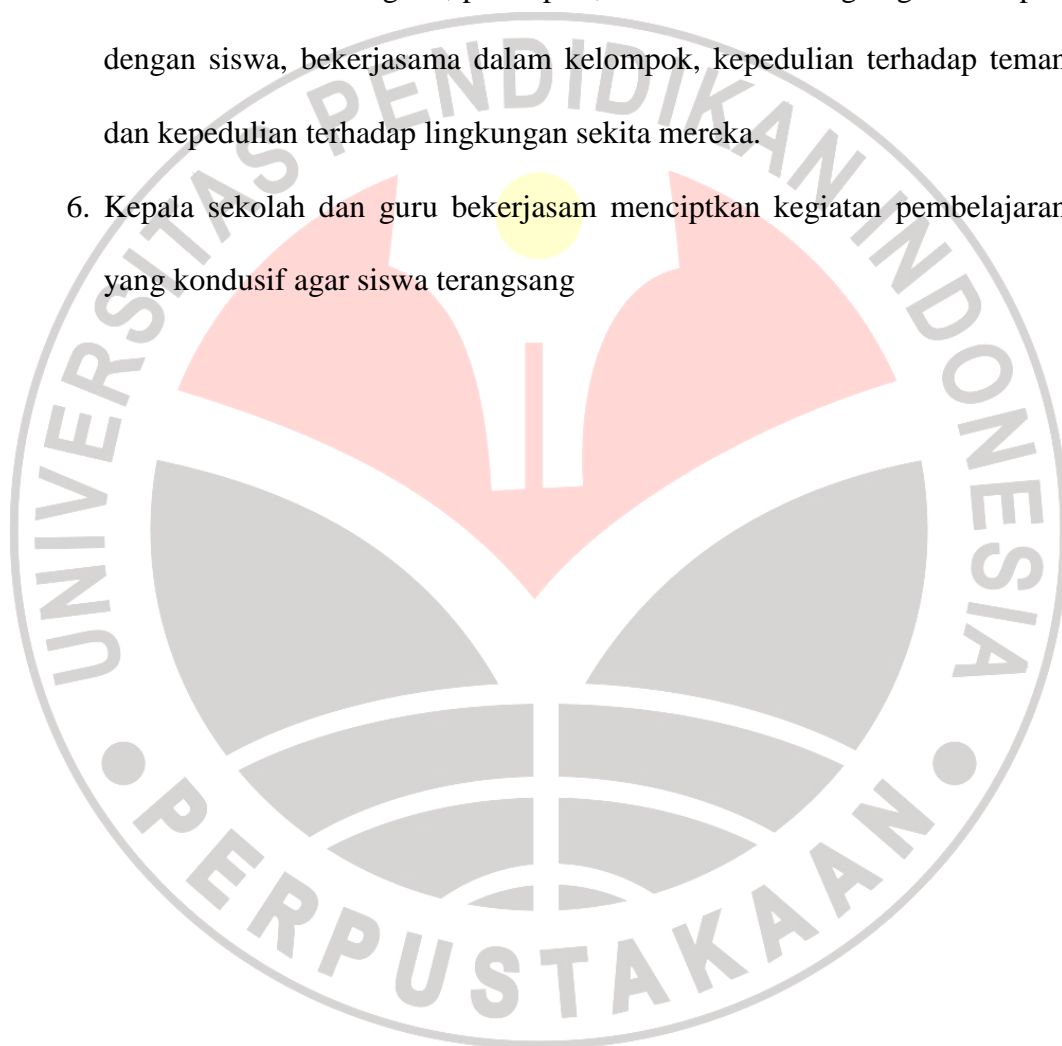 dengan siswa, bekerjasama dalam kelompok, kepedulian terhadap teman
dan kepedulian terhadap lingkungan sekita mereka.
6. Kepala sekolah dan guru bekerjasam menciptkan kegiatan pembelajaran
yang kondusif agar siswa terangsang
UNIVERSITAS PENDIDIKAN INDONESIA
PERPUSTAKAAN